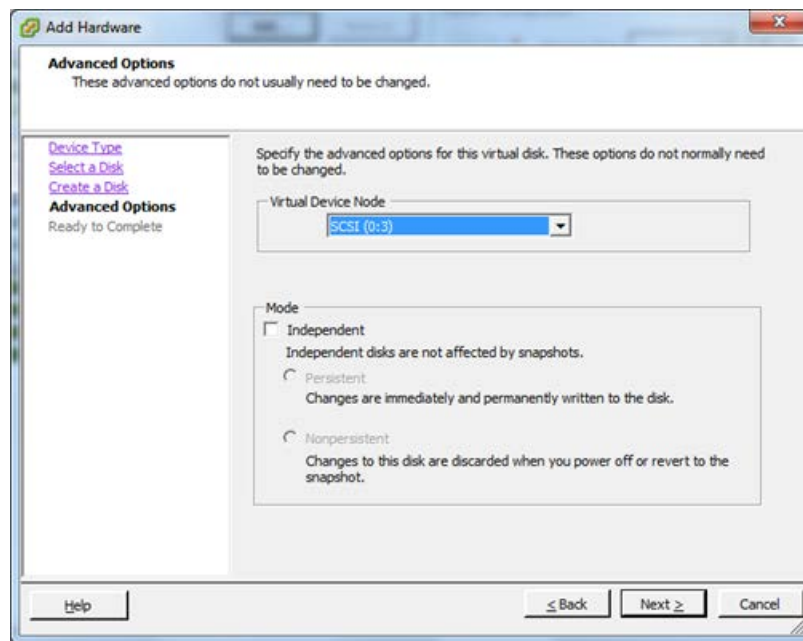 Add Hardware
Advanced Options
These advanced options do not usually need to be changed.
Device Type
Select a Disk
Create a Disk
Advanced Options
Ready to Complete
Specify the advanced options for this virtual disk. These options do not normally need
to be changed.
Virtual Device Node
SCSI (0:3)
Mode
Independent
Independent disks are not affected by snapshots.
Persistent
Changes are immediately and permanently written to the disk.
Nonpersistent
Changes to this disk are discarded when you power off or revert to the
snapshot.
Help
< Back
Next >
Cancel